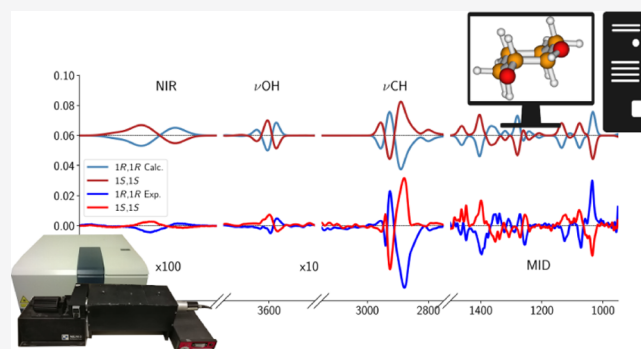 NIR
νOH
νCH
0.10
0.08
0.06
0.04
0.02
0.00
1R,1R Calc.
1S,1S
1R,1R Exp.
1S,1S
x100
x10
MID
3600
3000
2800
1400
1200
1000